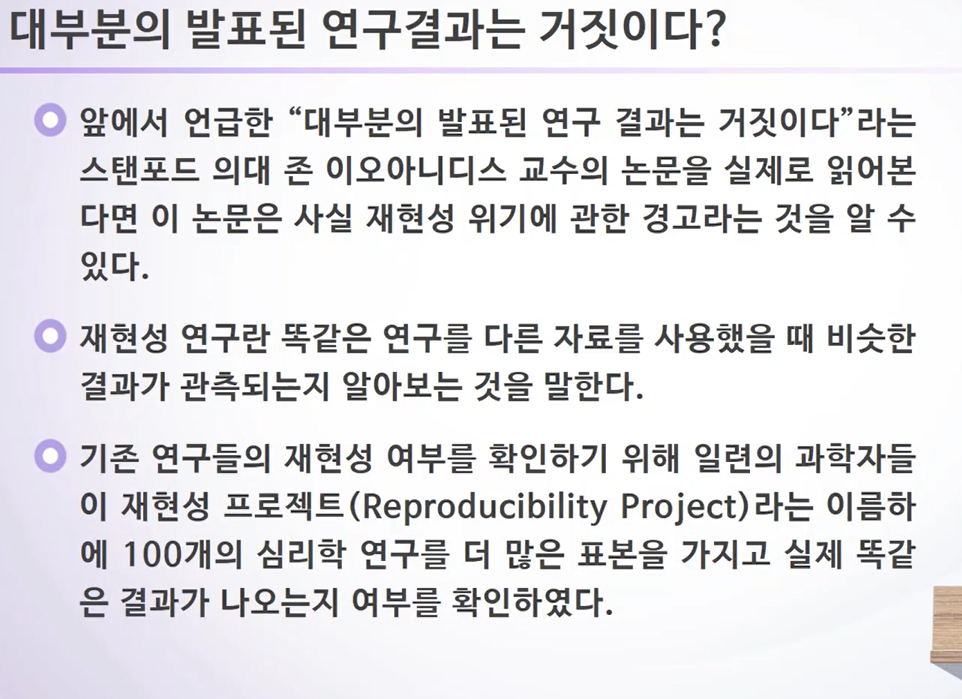 대부분의 발표된 연구결과는 거짓이다?
앞에서 언급한 “대부분의 발표된 연구 결과는 거짓이다”라는
스탠포드 의대 존 이오아니디스 교수의 논문을 실제로 읽어본
다면 이 논문은 사실 재현성 위기에 관한 경고라는 것을 알 수
있다.
재현성 연구란 똑같은 연구를 다른 자료를 사용했을 때 비슷한
결과가 관측되는지 알아보는 것을 말한다.
기존 연구들의 재현성 여부를 확인하기 위해 일련의 과학자들
이 재현성 프로젝트(Reproducibility Project)라는 이름하
에 100개의 심리학 연구를 더 많은 표본을 가지고 실제 똑같
은 결과가 나오는지 여부를 확인하였다.